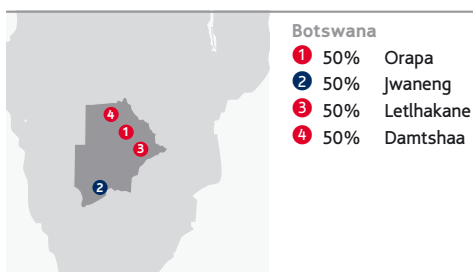 Botswana
1 50% Orapa
2 50% Jwaneng
3 50% Letlhakane
4 50% Damtshaa
4
1
3
2